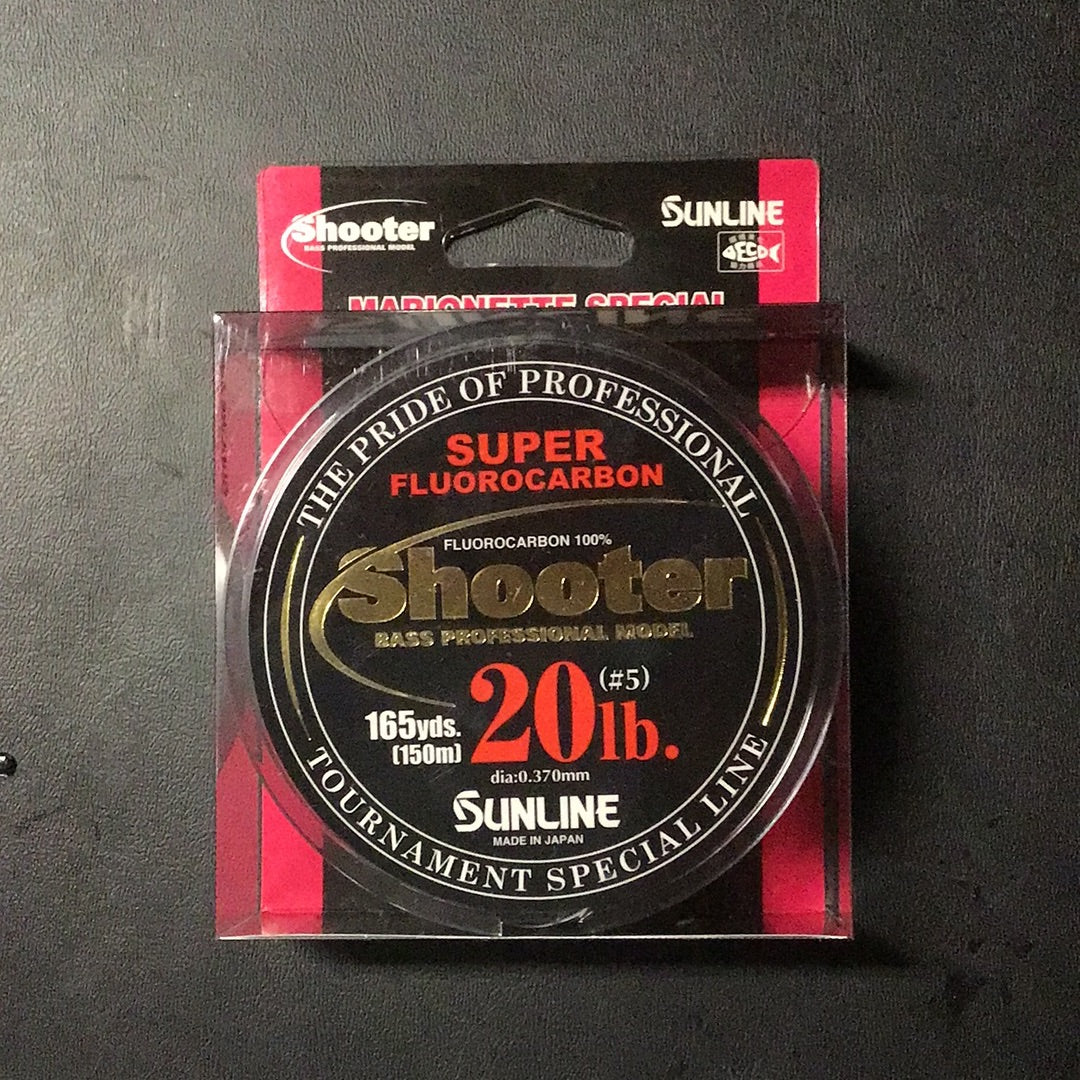 Shooter
BASS PROFESSIONAL MODEL
SUNLINE
ECO
MARIONETTE SPECIAL
THE PRIDE OF PROFESSIONAL
SUPER
FLUOROCARBON
FLUOROCARBON 100%
Shooter
BASS PROFESSIONAL MODEL
20lb.
(#5)
165yds.
(150m)
dia:0.370mm
SUNLINE
MADE IN JAPAN
TOURNAMENT SPECIAL LINE